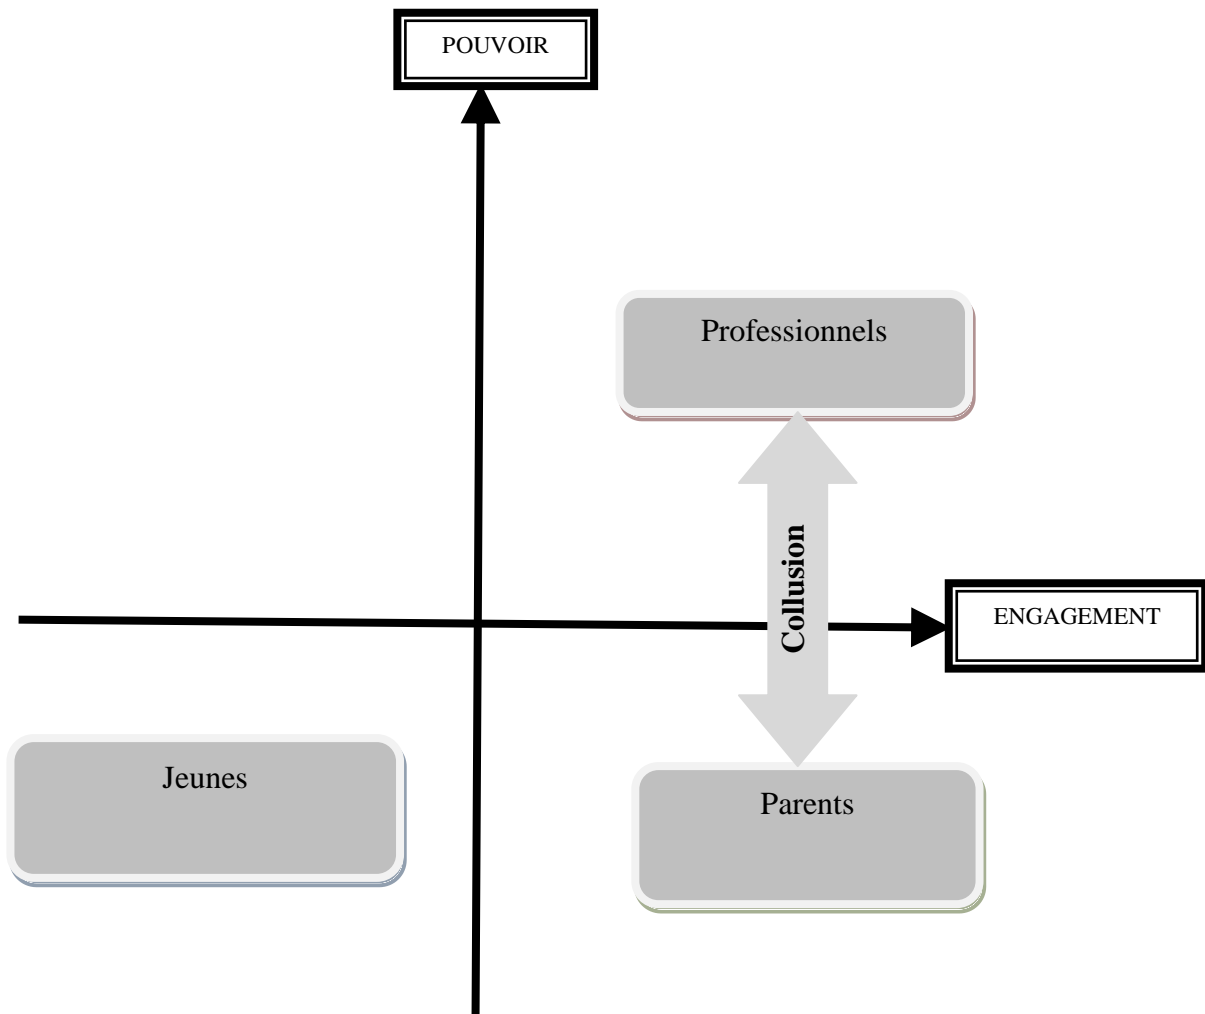 POUVOIR
Professionnels
Collusion
ENGAGEMENT
Jeunes
Parents